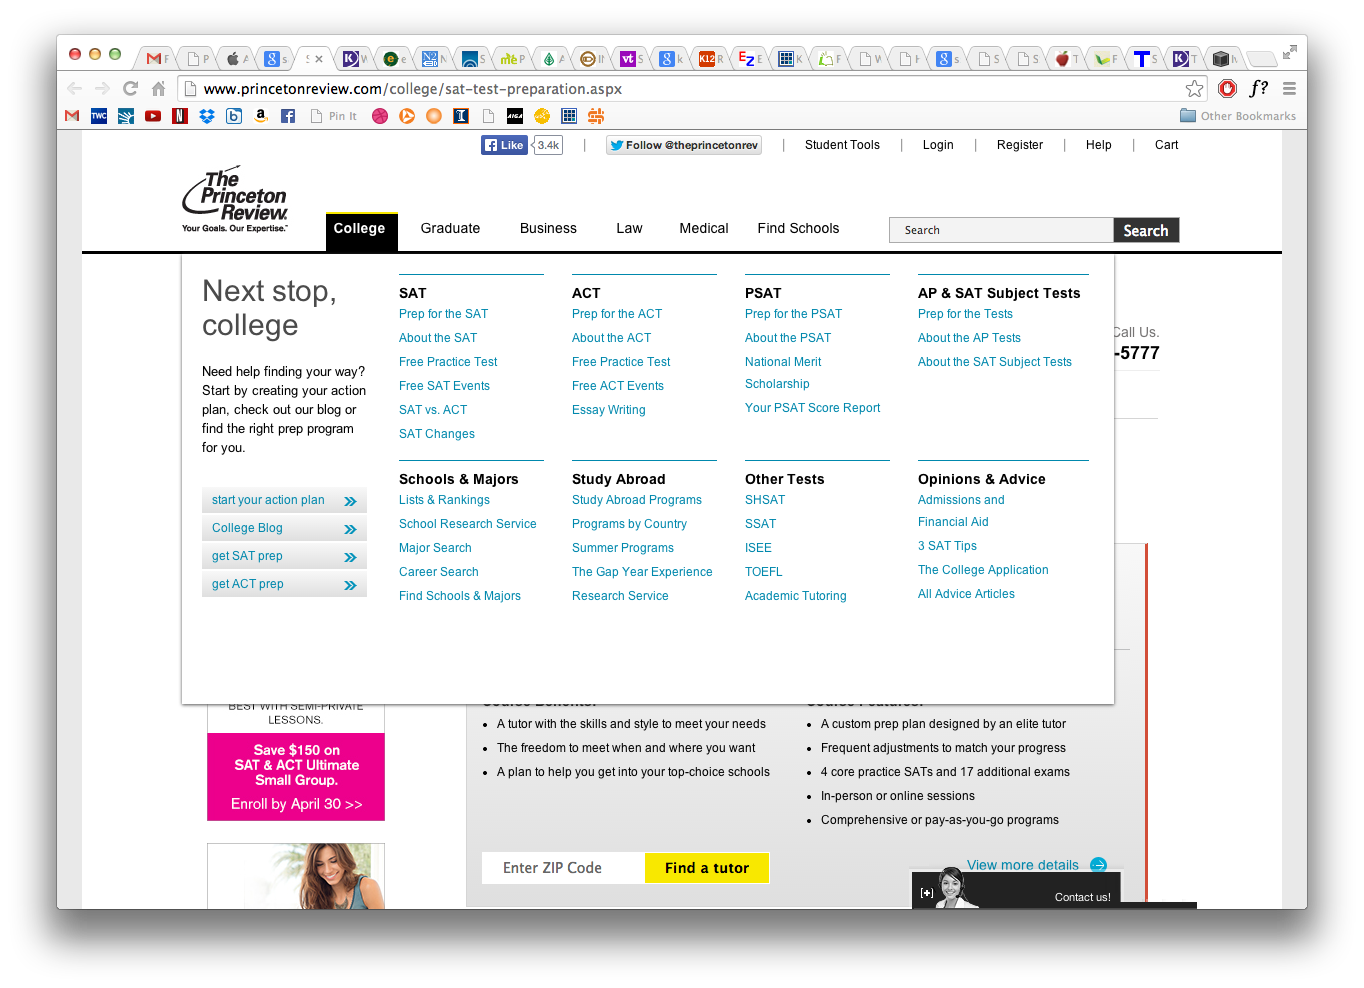 www.princetonreview.com/college/sat-test-preparation.aspx
f?
TWC
Pin It
AIGA
Other Bookmarks
Like
3.4k
Follow @theprincetonrev
Student Tools
Login
Register
Help
Cart
The
Princeton
Review
Your Goals. Our Expertise.™
College
Graduate
Business
Law
Medical
Find Schools
Search
Search
Next stop,
college
Need help finding your way?
Start by creating your action
plan, check out our blog or
find the right prep program
for you.
start your action plan
College Blog
get SAT prep
get ACT prep
SAT
Prep for the SAT
About the SAT
Free Practice Test
Free SAT Events
SAT vs. ACT
SAT Changes
ACT
Prep for the ACT
About the ACT
Free Practice Test
Free ACT Events
Essay Writing
PSAT
Prep for the PSAT
About the PSAT
National Merit
Scholarship
Your PSAT Score Report
AP & SAT Subject Tests
Prep for the Tests
About the AP Tests
About the SAT Subject Tests
Schools & Majors
Lists & Rankings
School Research Service
Major Search
Career Search
Find Schools & Majors
Study Abroad
Study Abroad Programs
Programs by Country
Summer Programs
The Gap Year Experience
Research Service
Other Tests
SHSAT
SSAT
ISEE
TOEFL
Academic Tutoring
Opinions & Advice
Admissions and
Financial Aid
3 SAT Tips
The College Application
All Advice Articles
Call Us.
-5777
BEST WITH SEMI-PRIVATE
LESSONS.
Save $150 on
SAT & ACT Ultimate
Small Group.
Enroll by April 30 >>
Course Benefits:
A tutor with the skills and style to meet your needs
The freedom to meet when and where you want
A plan to help you get into your top-choice schools
Course Features:
A custom prep plan designed by an elite tutor
Frequent adjustments to match your progress
4 core practice SATs and 17 additional exams
In-person or online sessions
Comprehensive or pay-as-you-go programs
Enter ZIP Code
Find a tutor
View more details
[+]
Contact us!